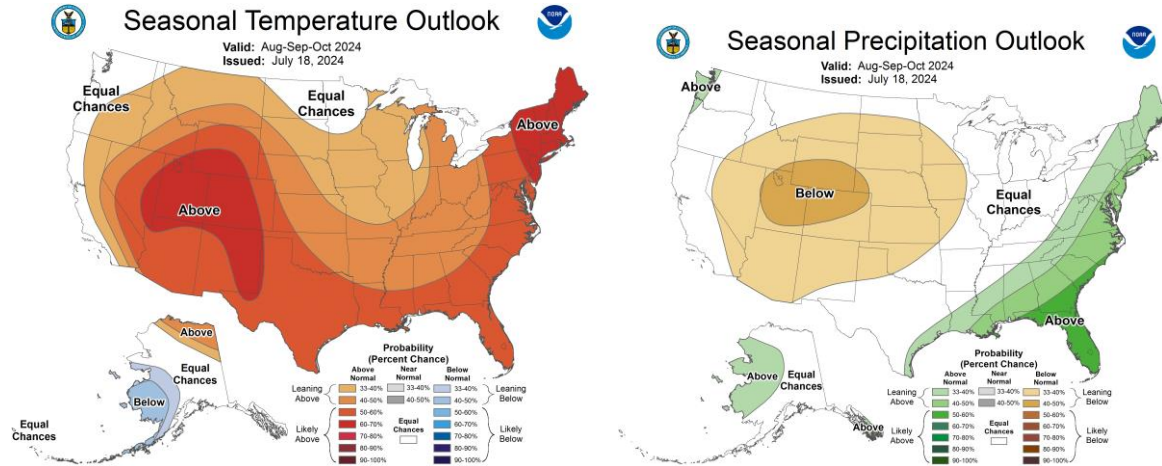 Seasonal Temperature Outlook
NOAA
Valid: Aug-Sep-Oct 2024
Issued: July 18, 2024
Equal
Chances
Equal
Chances
Above
Above
Above
Equal
Chances
Below
Equal
Chances
Probability
(Percent Chance)
Above
Normal
Near
Normal
Below
Normal
Leaning
Above
33-40%
33-40%
33-40%
Leaning
Below
40-50%
40-50%
40-50%
Likely
Above
50-60%
50-60%
Likely
Below
60-70%
60-70%
70-80%
70-80%
80-90%
80-90%
90-100%
90-100%
Equal
Chances
Seasonal Precipitation Outlook
NOAA
Valid: Aug-Sep-Oct 2024
Issued: July 18, 2024
Above
Below
Equal
Chances
Above
Above
Equal
Chances
Above
Probability
(Percent Chance)
Above
Normal
Near
Normal
Below
Normal
Leaning
Above
33-40%
33-40%
33-40%
Leaning
Below
40-50%
40-50%
40-50%
Likely
Above
50-60%
50-60%
Likely
Below
60-70%
60-70%
70-80%
70-80%
80-90%
80-90%
90-100%
90-100%
Equal
Chances